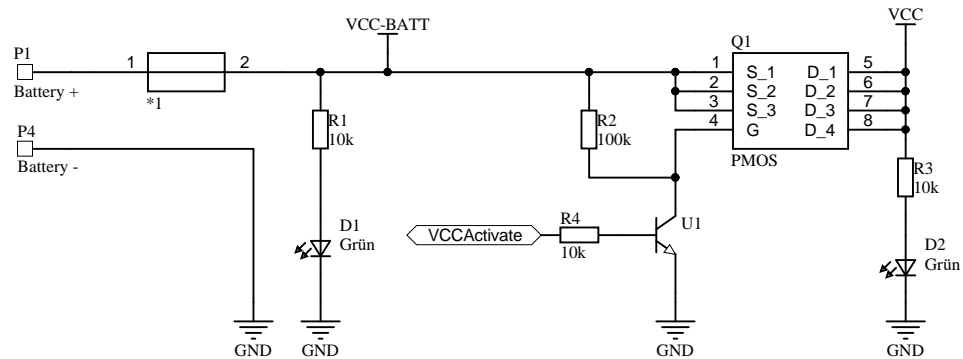 VCC-BATT
VCC
P1
Q1
1
2
1
S_1
D_1
5
Battery +
*1
2
S_2
D_2
6
3
S_3
D_3
7
P4
R1
R2
4
G
D_4
8
10k
100k
Battery -
PMOS
R3
10k
D1
R4
U1
Grün
VCCActivate
D2
10k
Grün
GND
GND
GND
GND